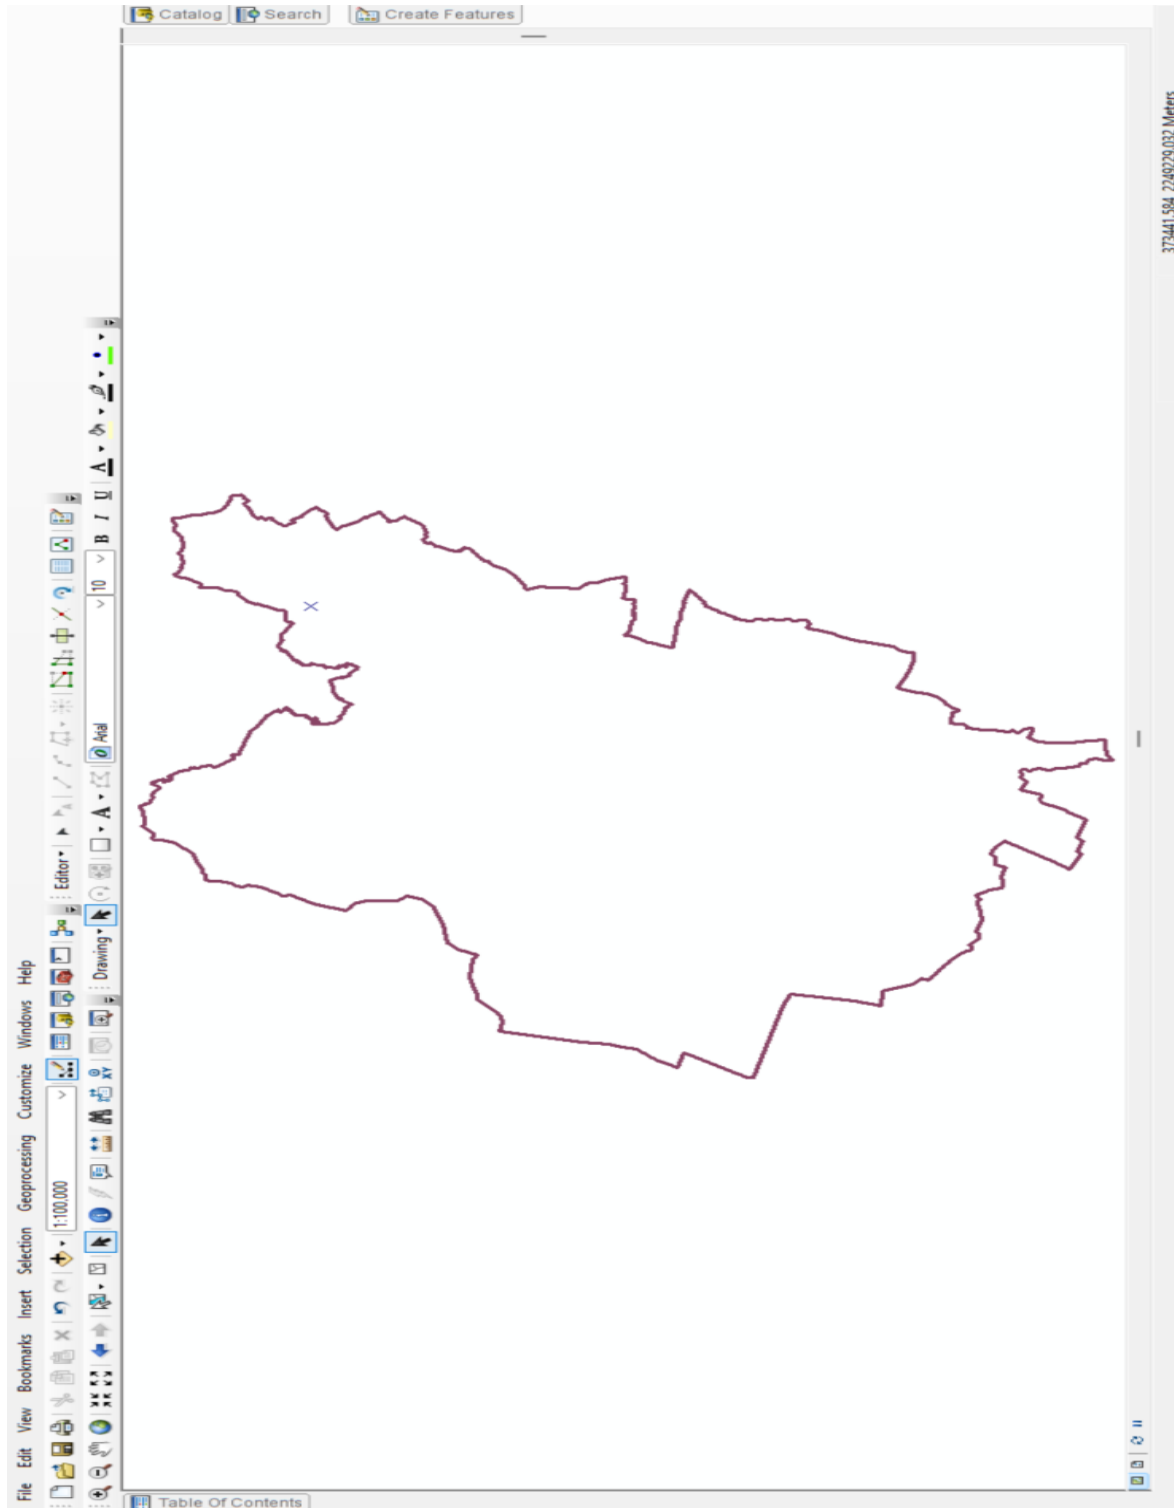 File Edit View Bookmarks Insert Selection Geoprocessing Customize Windows Help
1:100,000
Editor
Drawing
Arial
10
B I U A
Table Of Contents
Catalog
Search
Create Features
373441.584 2249229.032 Meters